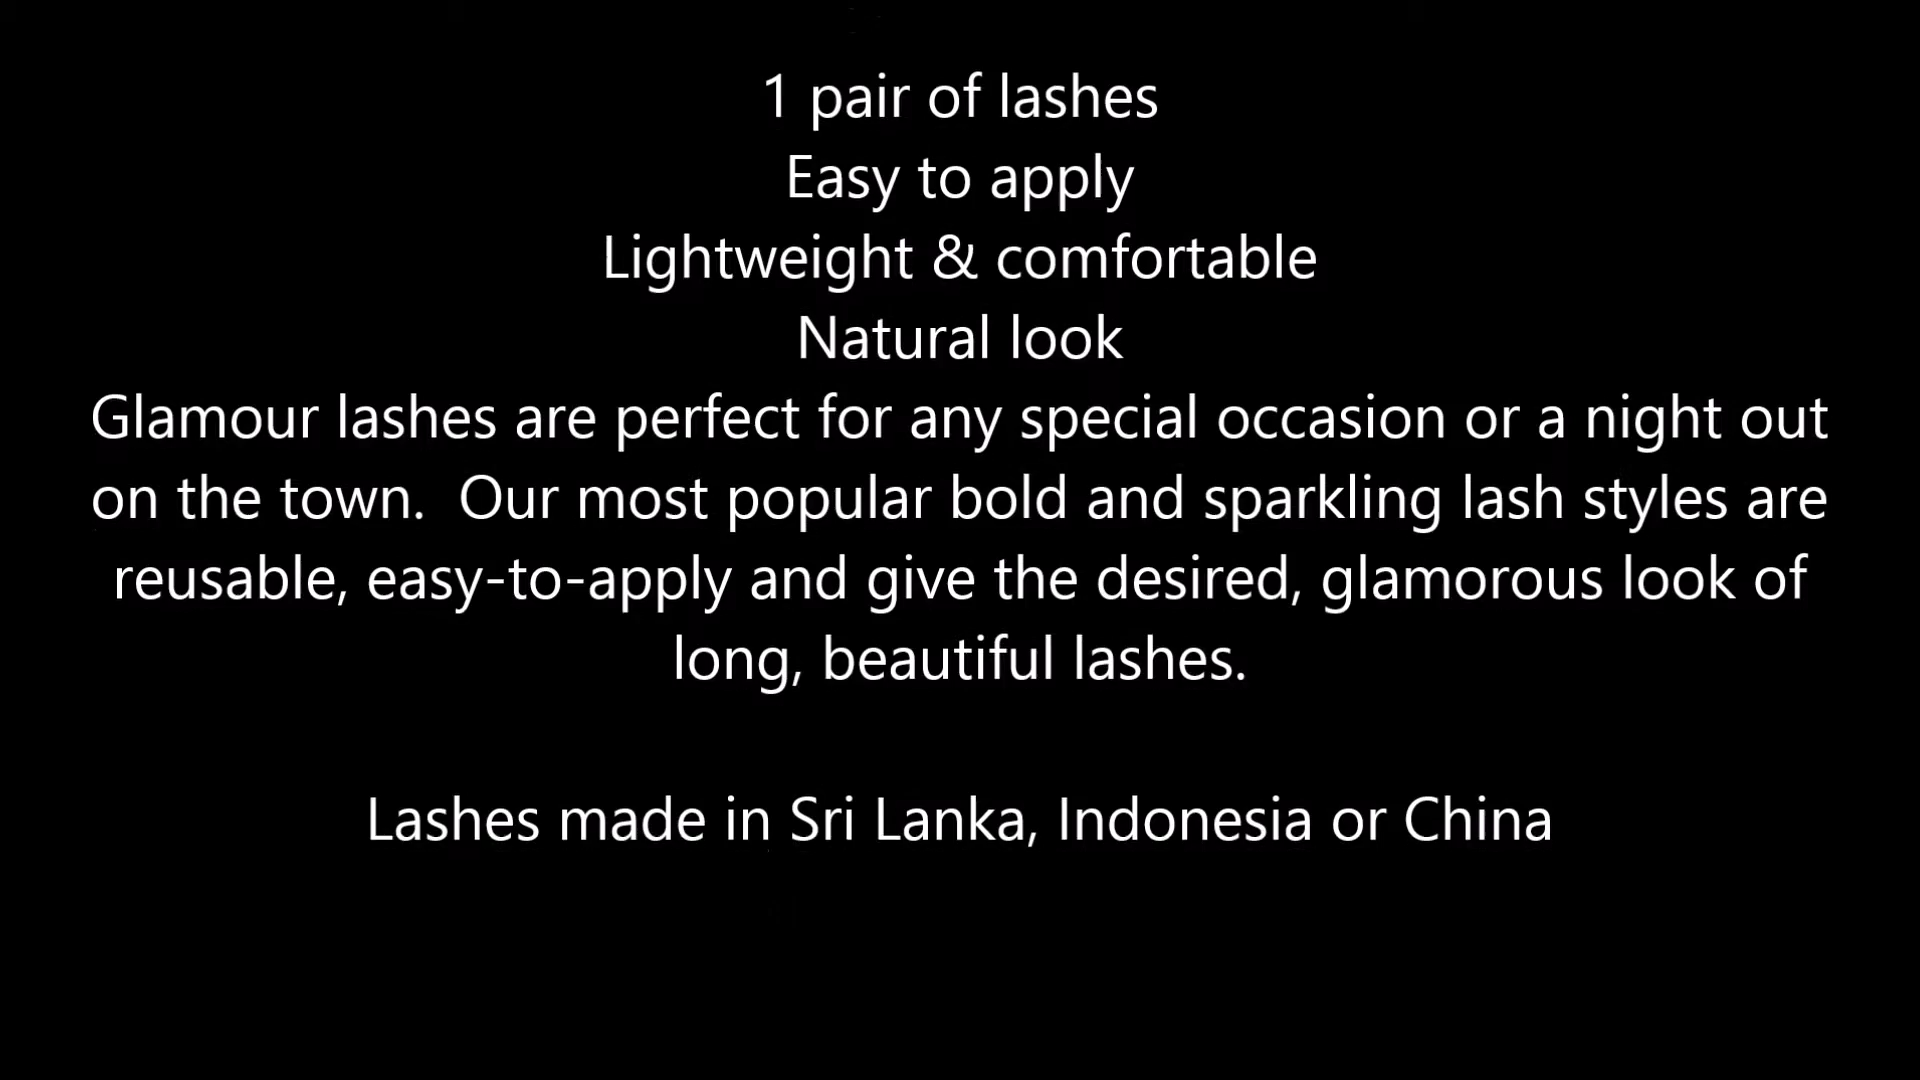 1 pair of lashes
Easy to apply
Lightweight & comfortable
Natural look
Glamour lashes are perfect for any special occasion or a night out
on the town.  Our most popular bold and sparkling lash styles are
reusable, easy-to-apply and give the desired, glamorous look of
long, beautiful lashes.
Lashes made in Sri Lanka, Indonesia or China